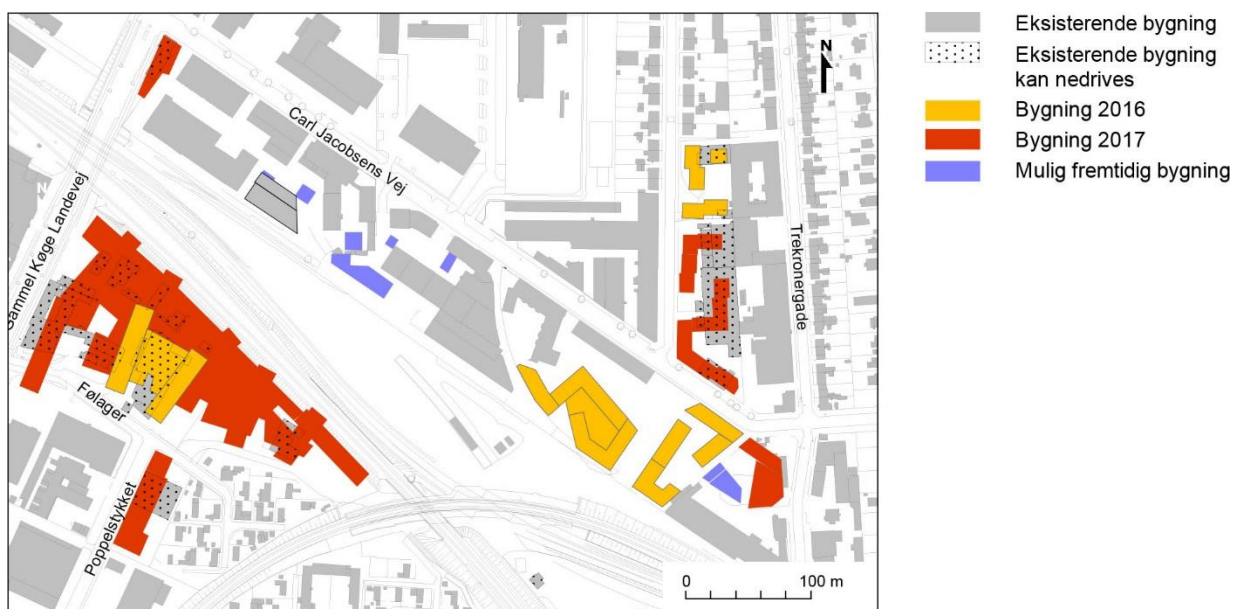 Eksisterende bygning
Eksisterende bygning
kan nedrives
Bygning 2016
Bygning 2017
Mulig fremtidig bygning
N
Carl Jacobsens Vej
Gammel Køge Landevej
N
Trekronergade
Følager
Poppelstykket
0 100 m